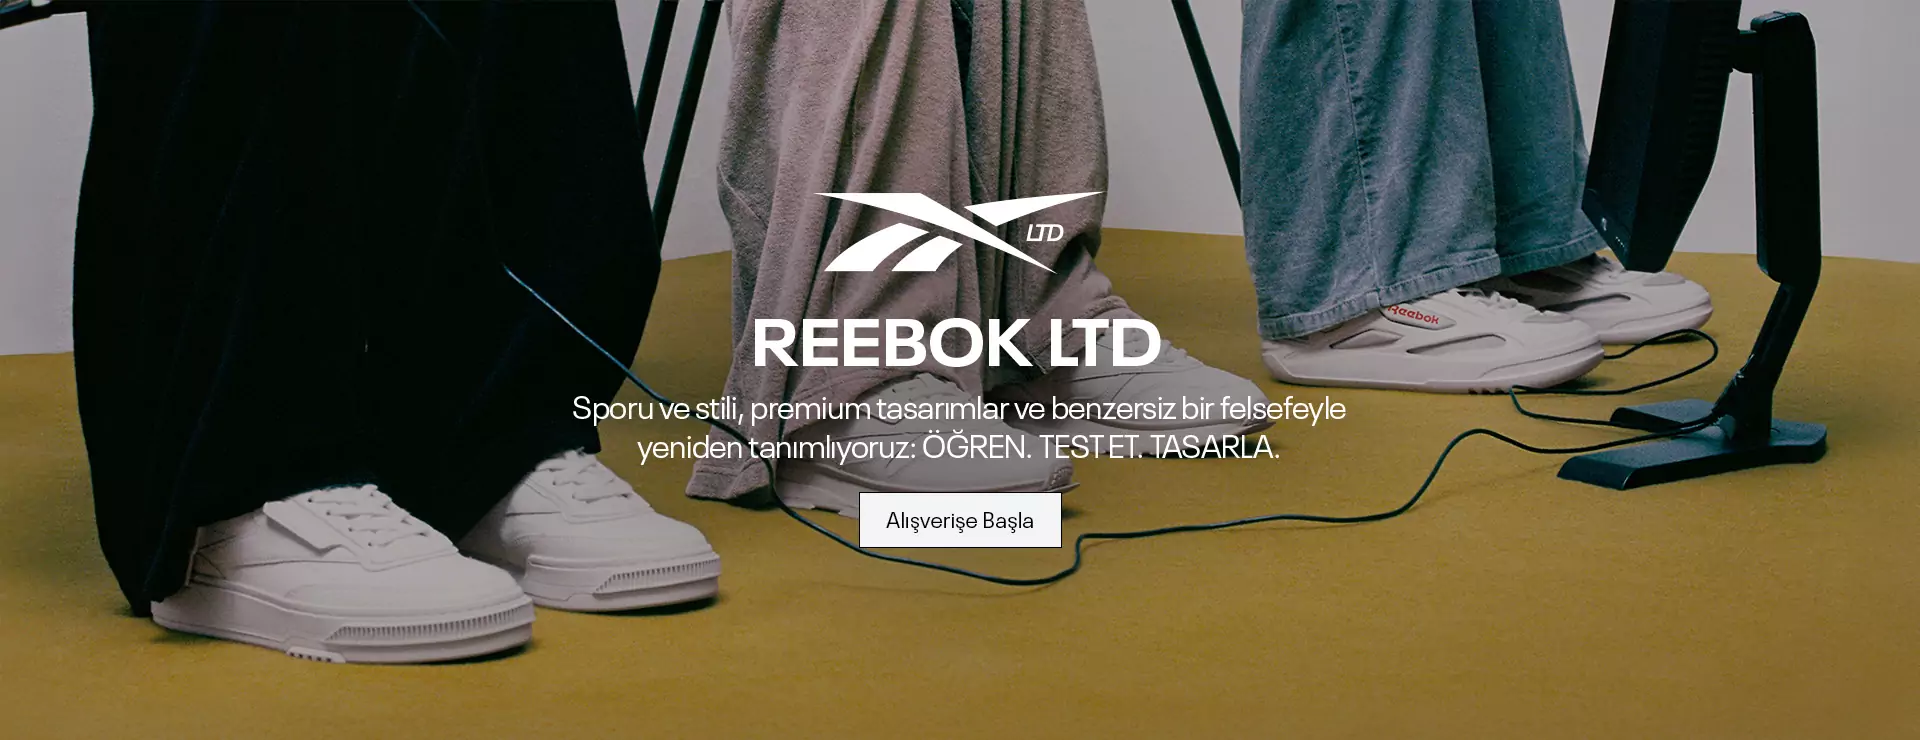 LTD
REEBOK LTD
Reebok
Sporu ve stili, premium tasarımlar ve benzersiz bir felsefeyle
yeniden tanımlıyoruz: ÖĞREN. TEST ET. TASARLA.
Alışverişe Başla